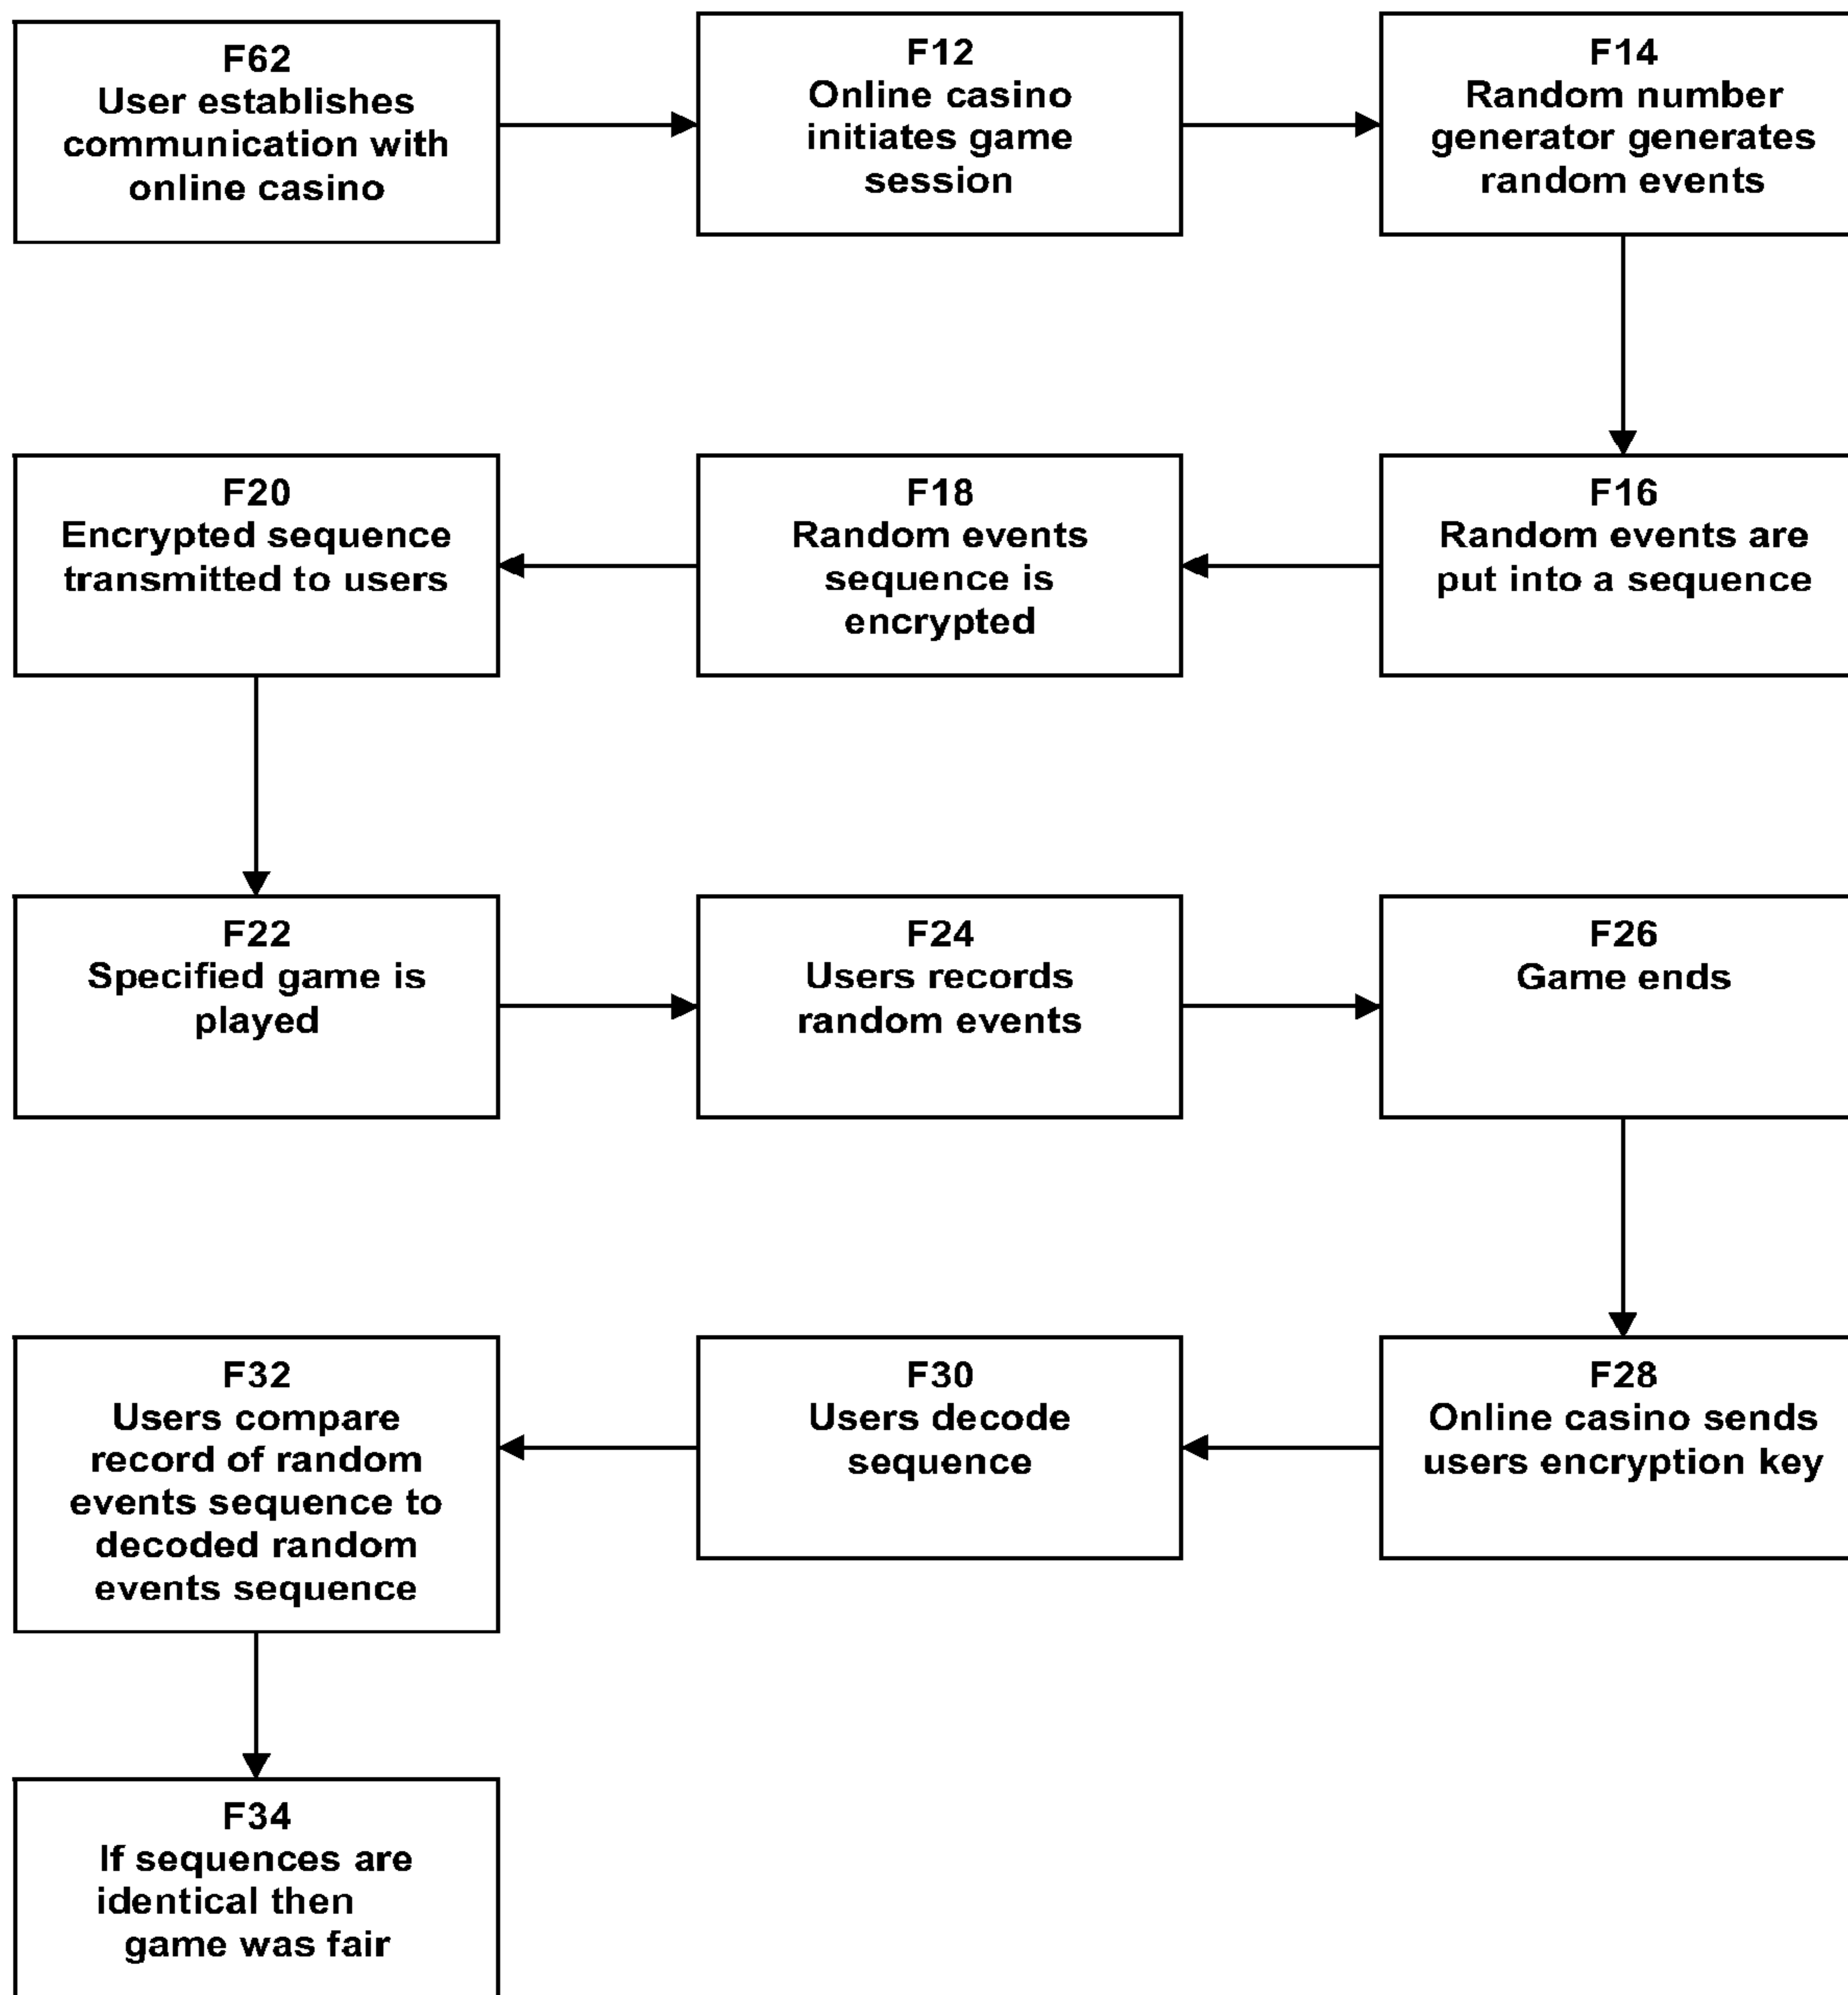 F62
User establishes
communication with
online casino
F12
Online casino
initiates game
session
F14
Random number
generator generates
random events
F16
Random events are
put into a sequence
F18
Random events
sequence is
encrypted
F20
Encrypted sequence
transmitted to users
F22
Specified game is
played
F24
Users records
random events
F26
Game ends
F28
Online casino sends
users encryption key
F30
Users decode
sequence
F32
Users compare
record of random
events sequence to
decoded random
events sequence
F34
If sequences are
identical then
game was fair